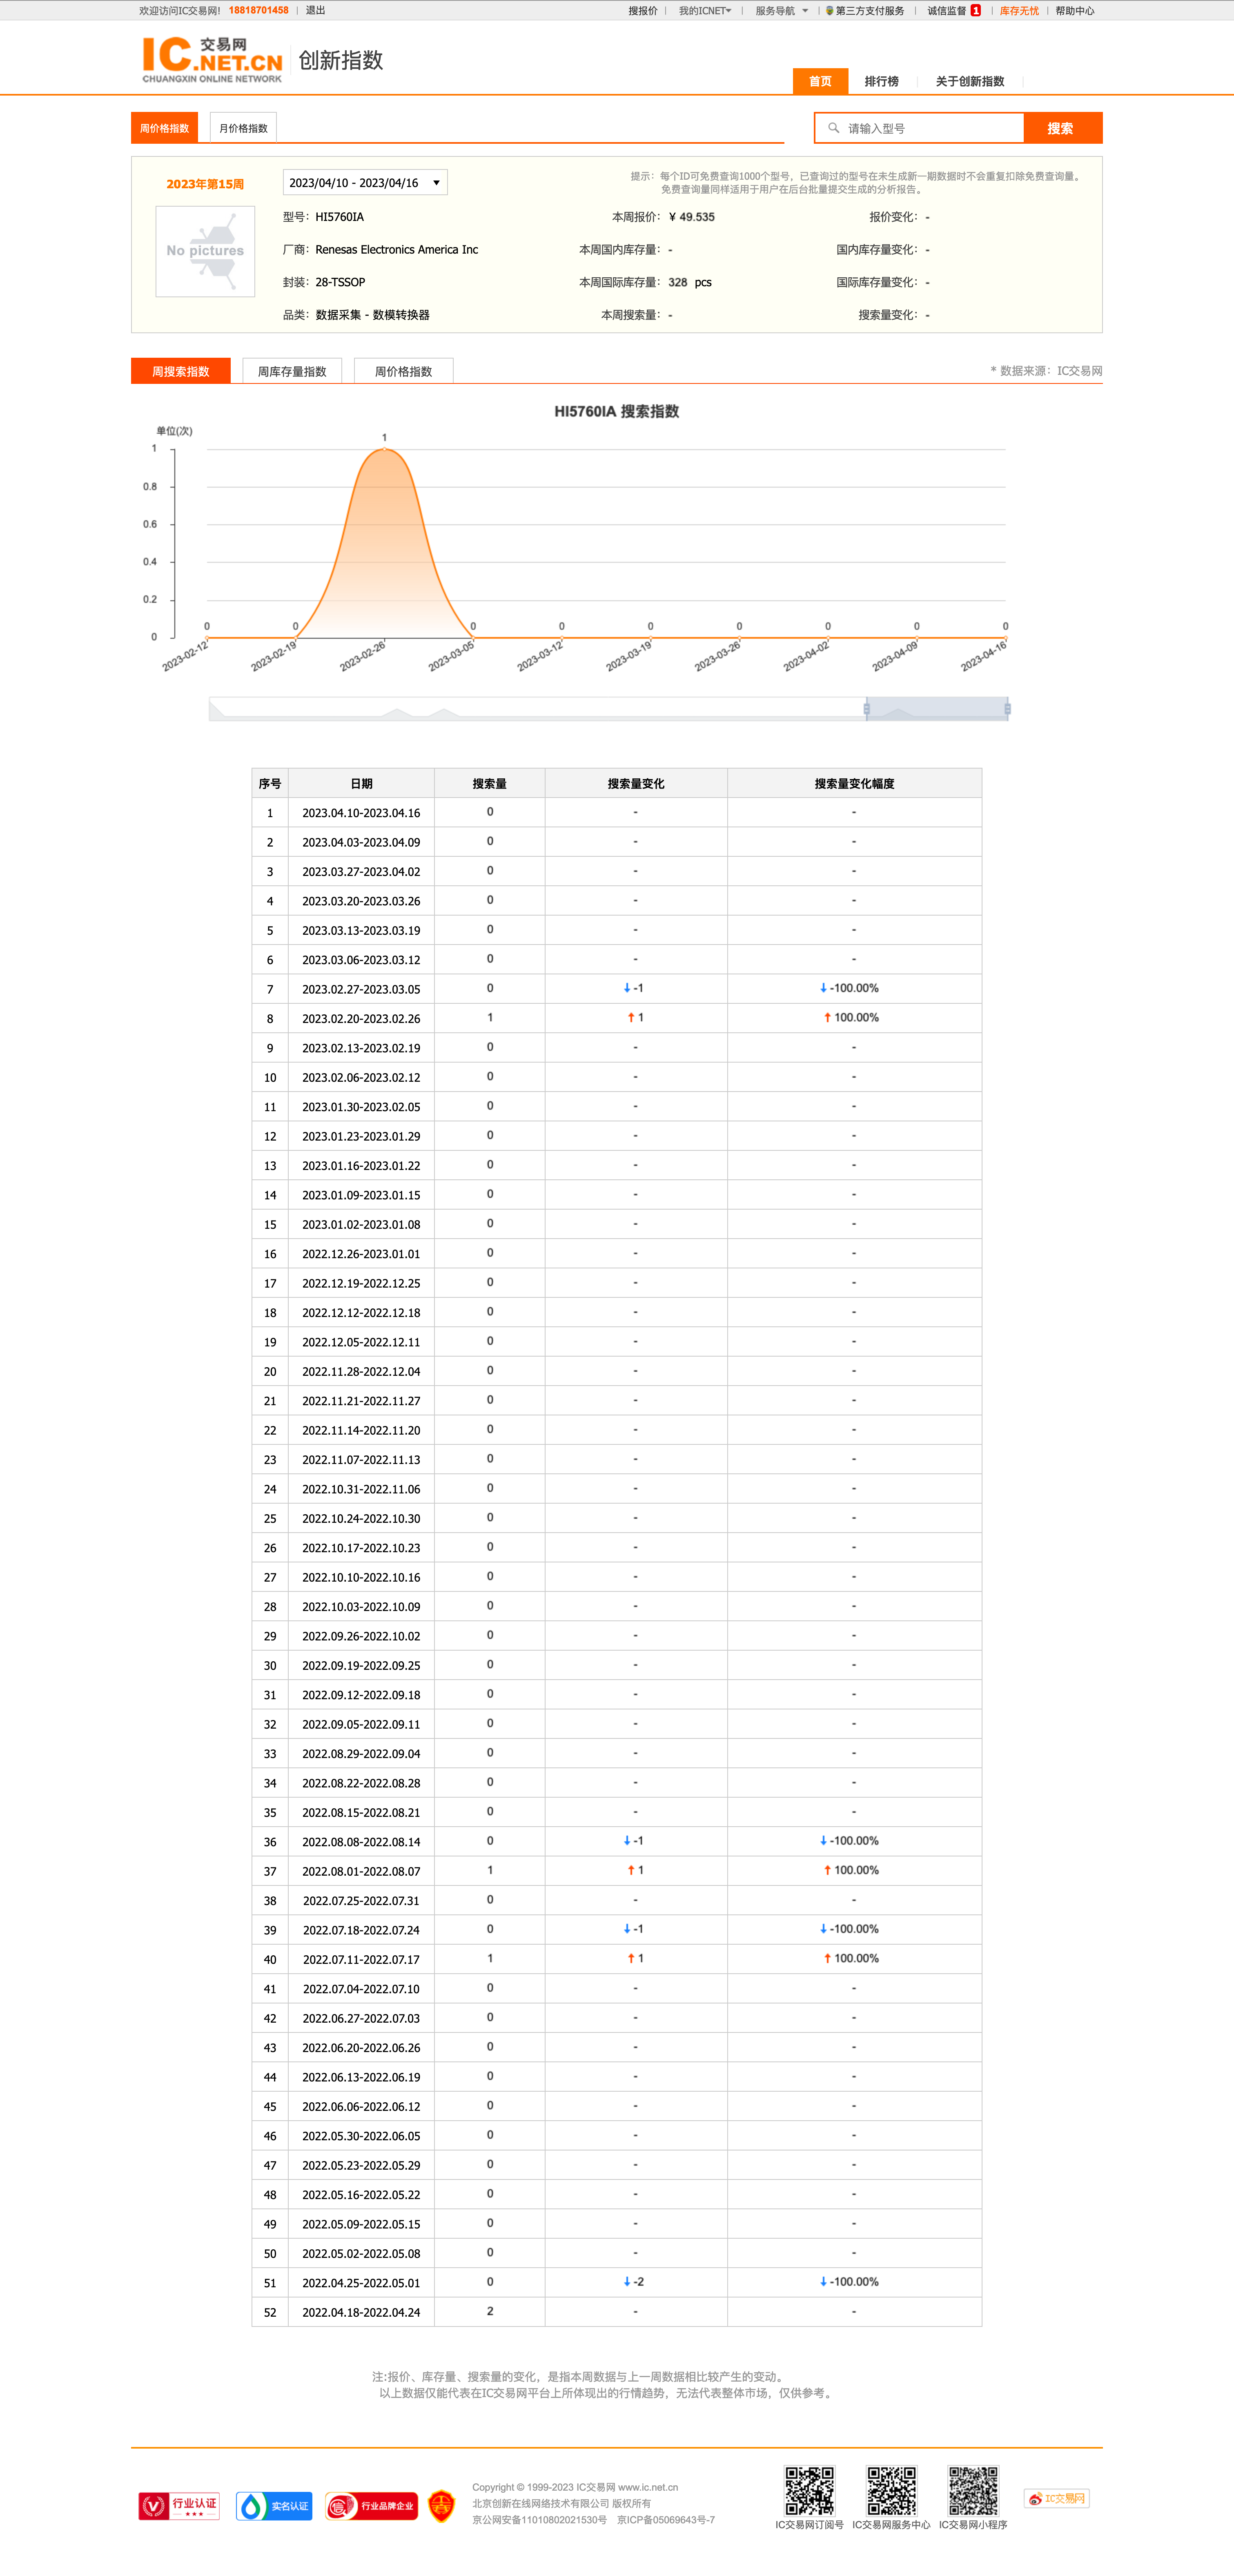 欢迎访问IC交易网! 18818701458 | 退出 搜报价 | 我的ICNET | 服务导航 | 第三方支付服务 | 诚信监督 1 | 库存无忧 | 帮助中心
IC 交易网 .NET.CN CHUANGXIN ONLINE NETWORK 创新指数
首页 排行榜 关于创新指数
周价格指数 月价格指数 请输入型号 搜索
2023年第15周 2023/04/10 - 2023/04/16
提示：每个ID可免费查询1000个型号，已查询过的型号在未生成新一期数据时不会重复扣除免费查询量。
免费查询量同样适用于用户在后台批量提交生成的分析报告。
No pictures
型号：HI5760IA 本周报价：¥ 49.535 报价变化：-
厂商：Renesas Electronics America Inc 本周国内库存量：- 国内库存量变化：-
封装：28-TSSOP 本周国际库存量：328 pcs 国际库存量变化：-
品类：数据采集 - 数模转换器 本周搜索量：- 搜索量变化：-
周搜索指数 周库存量指数 周价格指数 * 数据来源：IC交易网
HI5760IA 搜索指数
单位(次)
1
1
0.8
0.6
0.4
0.2
0
0 0 0 0 0 0 0 0 0
2023-02-12 2023-02-19 2023-02-26 2023-03-05 2023-03-12 2023-03-19 2023-03-26 2023-04-02 2023-04-09 2023-04-16
序号 日期 搜索量 搜索量变化 搜索量变化幅度
1 2023.04.10-2023.04.16 0 - -
2 2023.04.03-2023.04.09 0 - -
3 2023.03.27-2023.04.02 0 - -
4 2023.03.20-2023.03.26 0 - -
5 2023.03.13-2023.03.19 0 - -
6 2023.03.06-2023.03.12 0 - -
7 2023.02.27-2023.03.05 0 ↓ -1 ↓ -100.00%
8 2023.02.20-2023.02.26 1 ↑ 1 ↑ 100.00%
9 2023.02.13-2023.02.19 0 - -
10 2023.02.06-2023.02.12 0 - -
11 2023.01.30-2023.02.05 0 - -
12 2023.01.23-2023.01.29 0 - -
13 2023.01.16-2023.01.22 0 - -
14 2023.01.09-2023.01.15 0 - -
15 2023.01.02-2023.01.08 0 - -
16 2022.12.26-2023.01.01 0 - -
17 2022.12.19-2022.12.25 0 - -
18 2022.12.12-2022.12.18 0 - -
19 2022.12.05-2022.12.11 0 - -
20 2022.11.28-2022.12.04 0 - -
21 2022.11.21-2022.11.27 0 - -
22 2022.11.14-2022.11.20 0 - -
23 2022.11.07-2022.11.13 0 - -
24 2022.10.31-2022.11.06 0 - -
25 2022.10.24-2022.10.30 0 - -
26 2022.10.17-2022.10.23 0 - -
27 2022.10.10-2022.10.16 0 - -
28 2022.10.03-2022.10.09 0 - -
29 2022.09.26-2022.10.02 0 - -
30 2022.09.19-2022.09.25 0 - -
31 2022.09.12-2022.09.18 0 - -
32 2022.09.05-2022.09.11 0 - -
33 2022.08.29-2022.09.04 0 - -
34 2022.08.22-2022.08.28 0 - -
35 2022.08.15-2022.08.21 0 - -
36 2022.08.08-2022.08.14 0 ↓ -1 ↓ -100.00%
37 2022.08.01-2022.08.07 1 ↑ 1 ↑ 100.00%
38 2022.07.25-2022.07.31 0 - -
39 2022.07.18-2022.07.24 0 ↓ -1 ↓ -100.00%
40 2022.07.11-2022.07.17 1 ↑ 1 ↑ 100.00%
41 2022.07.04-2022.07.10 0 - -
42 2022.06.27-2022.07.03 0 - -
43 2022.06.20-2022.06.26 0 - -
44 2022.06.13-2022.06.19 0 - -
45 2022.06.06-2022.06.12 0 - -
46 2022.05.30-2022.06.05 0 - -
47 2022.05.23-2022.05.29 0 - -
48 2022.05.16-2022.05.22 0 - -
49 2022.05.09-2022.05.15 0 - -
50 2022.05.02-2022.05.08 0 - -
51 2022.04.25-2022.05.01 0 ↓ -2 ↓ -100.00%
52 2022.04.18-2022.04.24 2 - -
注:报价、库存量、搜索量的变化，是指本周数据与上一周数据相比较产生的变动。
以上数据仅能代表在IC交易网平台上所体现出的行情趋势，无法代表整体市场，仅供参考。
行业认证 实名认证 行业品牌企业
Copyright © 1999-2023 IC交易网 www.ic.net.cn
北京创新在线网络技术有限公司 版权所有
京公网安备11010802021530号 京ICP备05069643号-7
IC交易网订阅号 IC交易网服务中心 IC交易网小程序 IC交易网